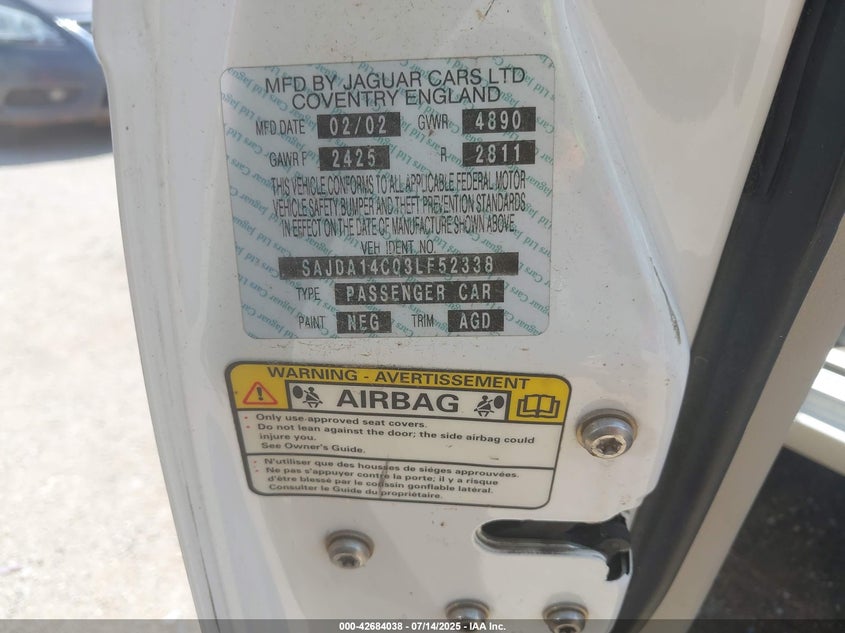 MFD BY JAGUAR CARS LTD
COVENTRY ENGLAND
MFD DATE 02/02 GVWR 4890
GAWR F 2425 R 2811
THIS VEHICLE CONFORMS TO ALL APPLICABLE FEDERAL MOTOR
VEHICLE SAFETY BUMPER AND THEFT PREVENTION STANDARDS
IN EFFECT ON THE DATE OF MANUFACTURE SHOWN ABOVE.
VEH IDENT NO.
SAJDA14C03LF52338
TYPE PASSENGER CAR
PAINT NEG TRIM AGD
WARNING - AVERTISSEMENT
AIRBAG
· Only use approved seat covers.
· Do not lean against the door; the side airbag could
injure you.
See Owner's Guide.
· N'utiliser que des housses de siéges approuvées.
· Ne pas s'appuyer contre la porte; il y a risque
d'être blessé par le coussin gonflable latéral.
Consulter le Guide du propriétaire.
000-42684038 - 07/14/2025 - IAA Inc.